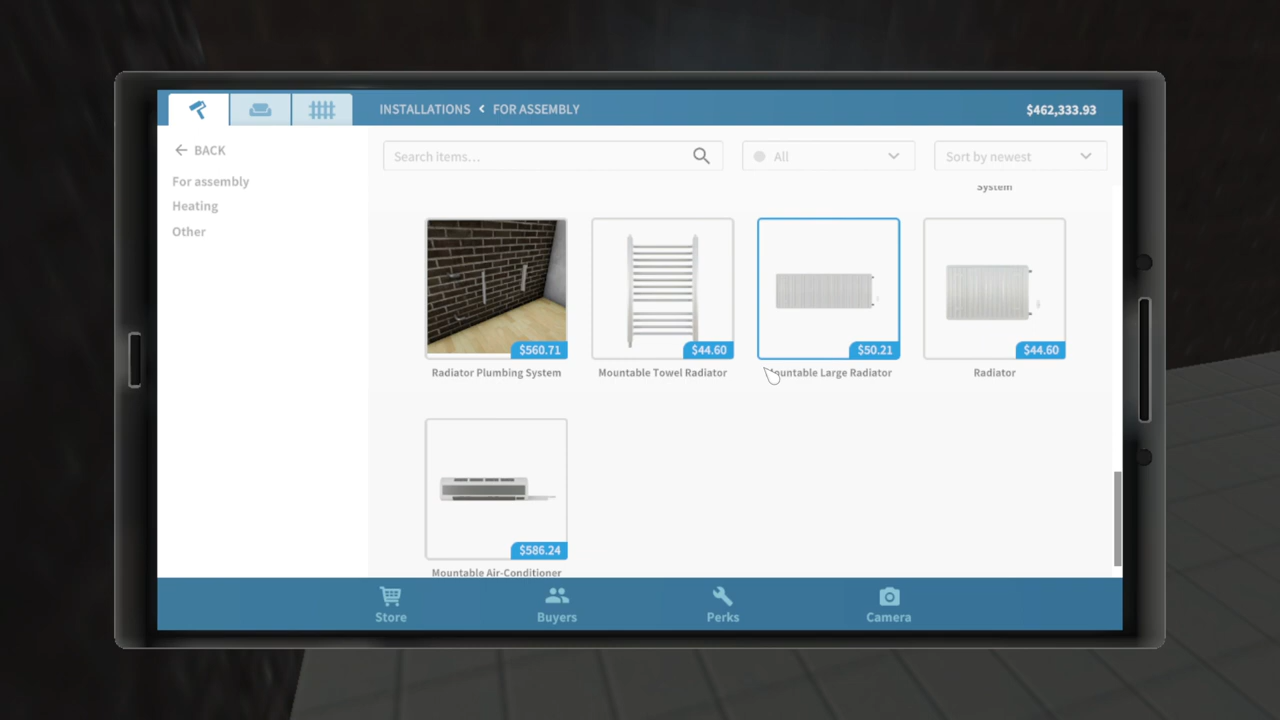 INSTALLATIONS < FOR ASSEMBLY
$462,333.93
BACK
For assembly
Heating
Other
Search items...
All
Sort by newest
System
$560.71
$44.60
$50.21
$44.60
Radiator Plumbing System
Mountable Towel Radiator
Mountable Large Radiator
Radiator
$586.24
Mountable Air-Conditioner
Store
Buyers
Perks
Camera